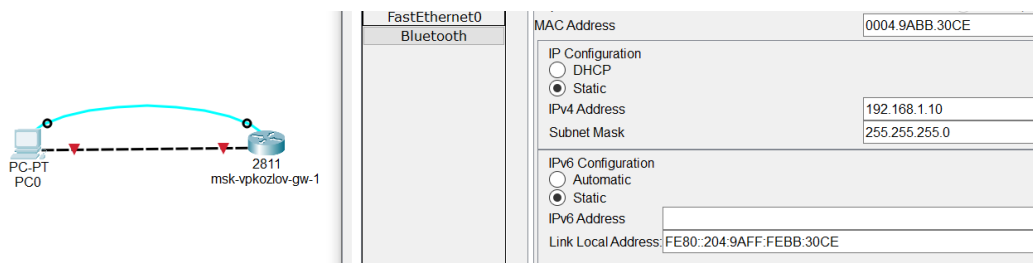 PC-PT
PC0
2811
msk-vpkozlov-gw-1
FastEthernet0
Bluetooth
MAC Address 0004.9ABB.30CE
IP Configuration
DHCP
Static
IPv4 Address 192.168.1.10
Subnet Mask 255.255.255.0
IPv6 Configuration
Automatic
Static
IPv6 Address
Link Local Address: FE80::204:9AFF:FEBB:30CE